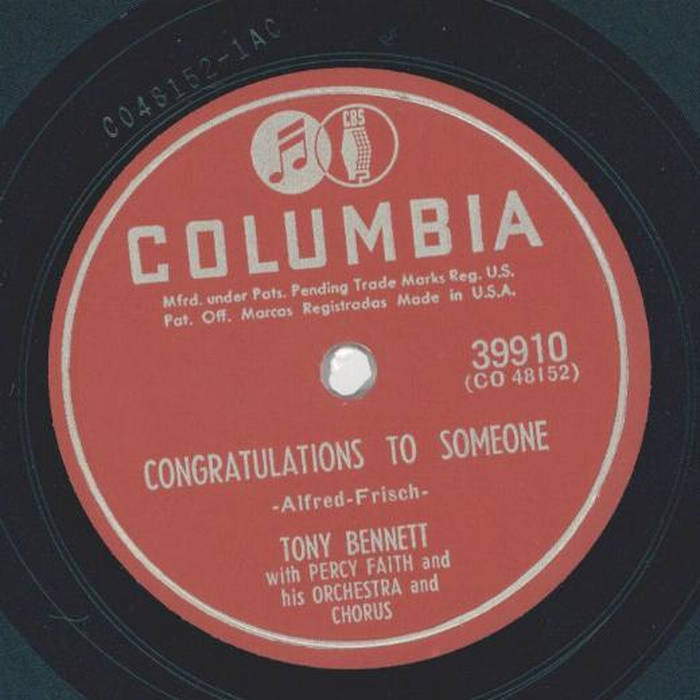 CO48152-1AC
CBS
COLUMBIA
Mfrd. under Pats. Pending Trade Marks Reg. U.S.
Pat. Off. Marcas Registradas Made in U.S.A.
39910
(CO 48152)
CONGRATULATIONS TO SOMEONE
-Alfred-Frisch-
TONY BENNETT
with PERCY FAITH and
his ORCHESTRA and
CHORUS